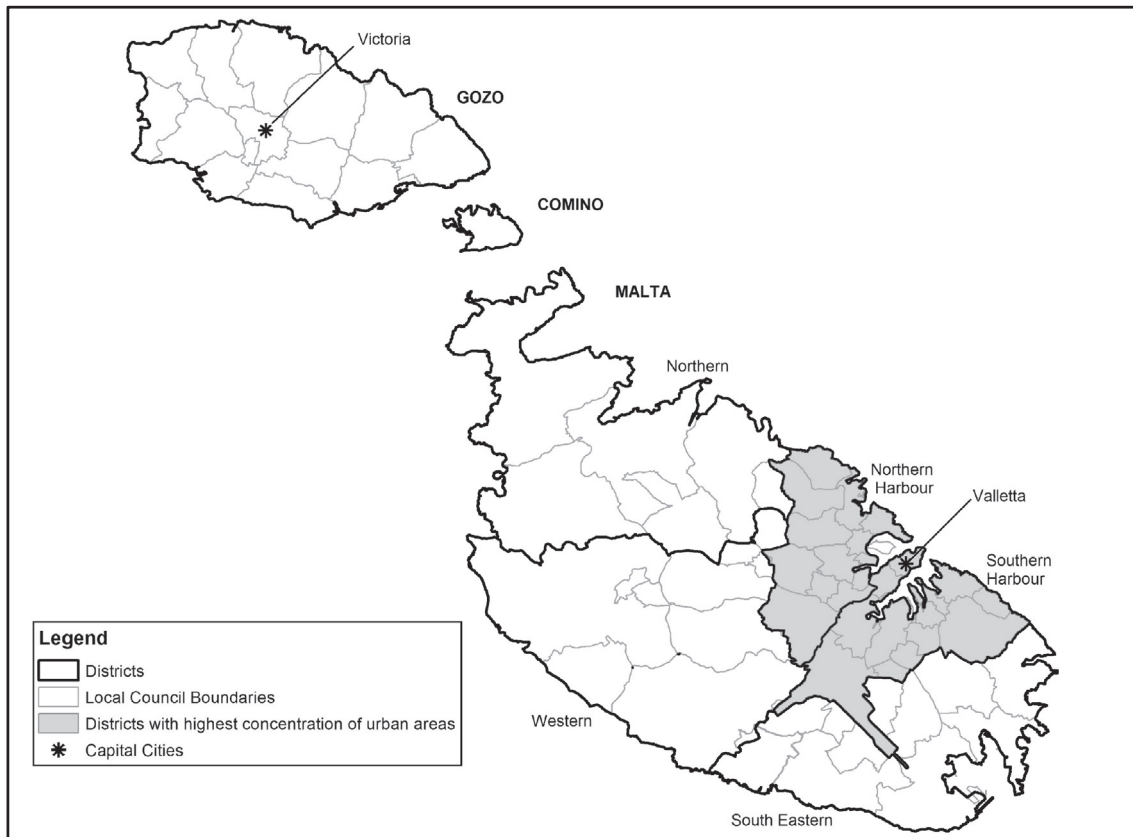 Victoria
GOZO
COMINO
MALTA
Northern
Northern
Harbour
Valletta
Southern
Harbour
Legend
Districts
Local Council Boundaries
Districts with highest concentration of urban areas
Capital Cities
Western
South Eastern